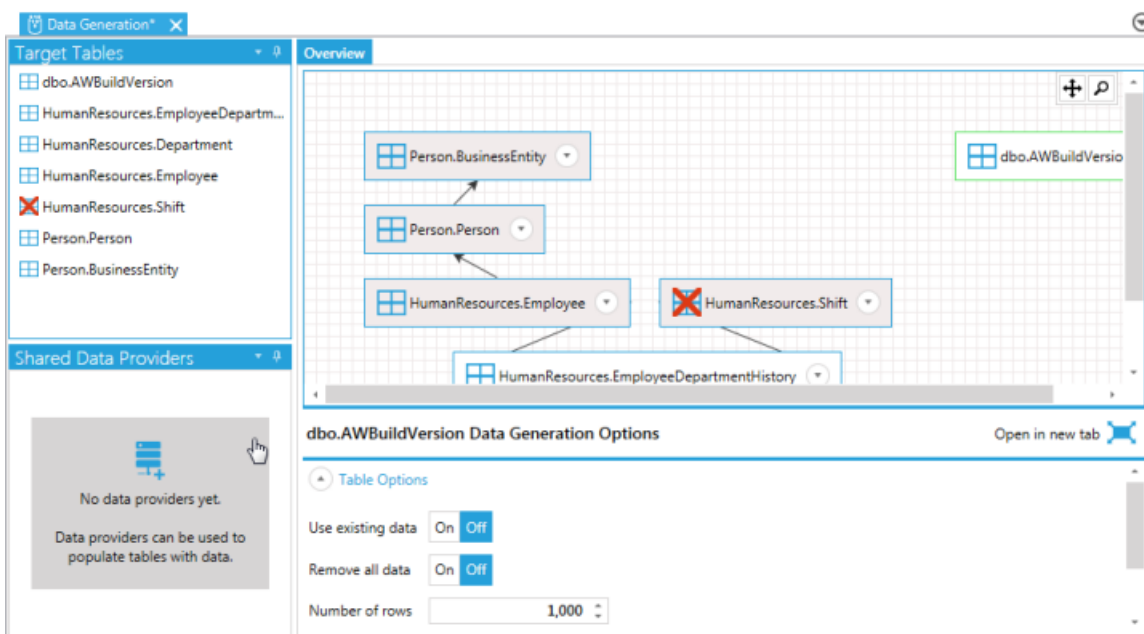 Data Generation*
Target Tables
dbo.AWBuildVersion
HumanResources.EmployeeDepartm...
HumanResources.Department
HumanResources.Employee
HumanResources.Shift
Person.Person
Person.BusinessEntity
Shared Data Providers
No data providers yet.
Data providers can be used to
populate tables with data.
Overview
Person.BusinessEntity
dbo.AWBuildVersio
Person.Person
HumanResources.Employee
HumanResources.Shift
HumanResources.EmployeeDepartmentHistory
dbo.AWBuildVersion Data Generation Options
Open in new tab
Table Options
Use existing data On Off
Remove all data On Off
Number of rows 1,000